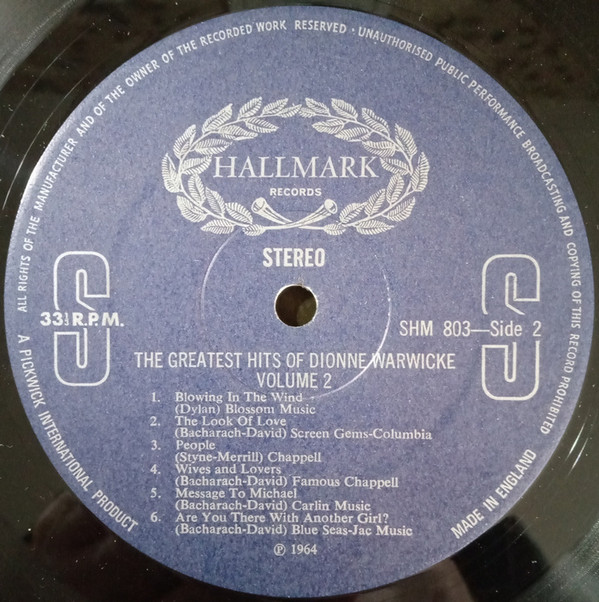 ALL RIGHTS OF THE MANUFACTURER AND OF THE OWNER OF THE RECORDED WORK RESERVED · UNAUTHORISED PUBLIC PERFORMANCE BROADCASTING AND COPYING OF THIS RECORD PROHIBITED
HALLMARK
RECORDS
STEREO
S
S
33⅓ R.P.M.
SHM 803—Side 2
THE GREATEST HITS OF DIONNE WARWICKE
VOLUME 2
1. Blowing In The Wind
(Dylan) Blossom Music
2. The Look Of Love
(Bacharach-David) Screen Gems-Columbia
3. People
(Styne-Merrill) Chappell
4. Wives and Lovers
(Bacharach-David) Famous Chappell
5. Message To Michael
(Bacharach-David) Carlin Music
6. Are You There With Another Girl?
(Bacharach-David) Blue Seas-Jac Music
℗ 1964
A PICKWICK INTERNATIONAL PRODUCT
MADE IN ENGLAND